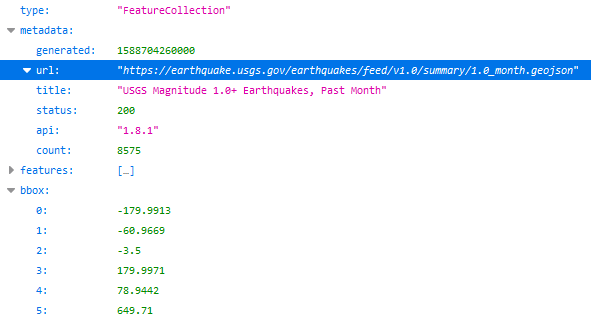 type: "FeatureCollection"
metadata:
generated: 1588704260000
url: "https://earthquake.usgs.gov/earthquakes/feed/v1.0/summary/1.0_month.geojson"
title: "USGS Magnitude 1.0+ Earthquakes, Past Month"
status: 200
api: "1.8.1"
count: 8575
features: […]
bbox:
0: -179.9913
1: -60.9669
2: -3.5
3: 179.9971
4: 78.9442
5: 649.71